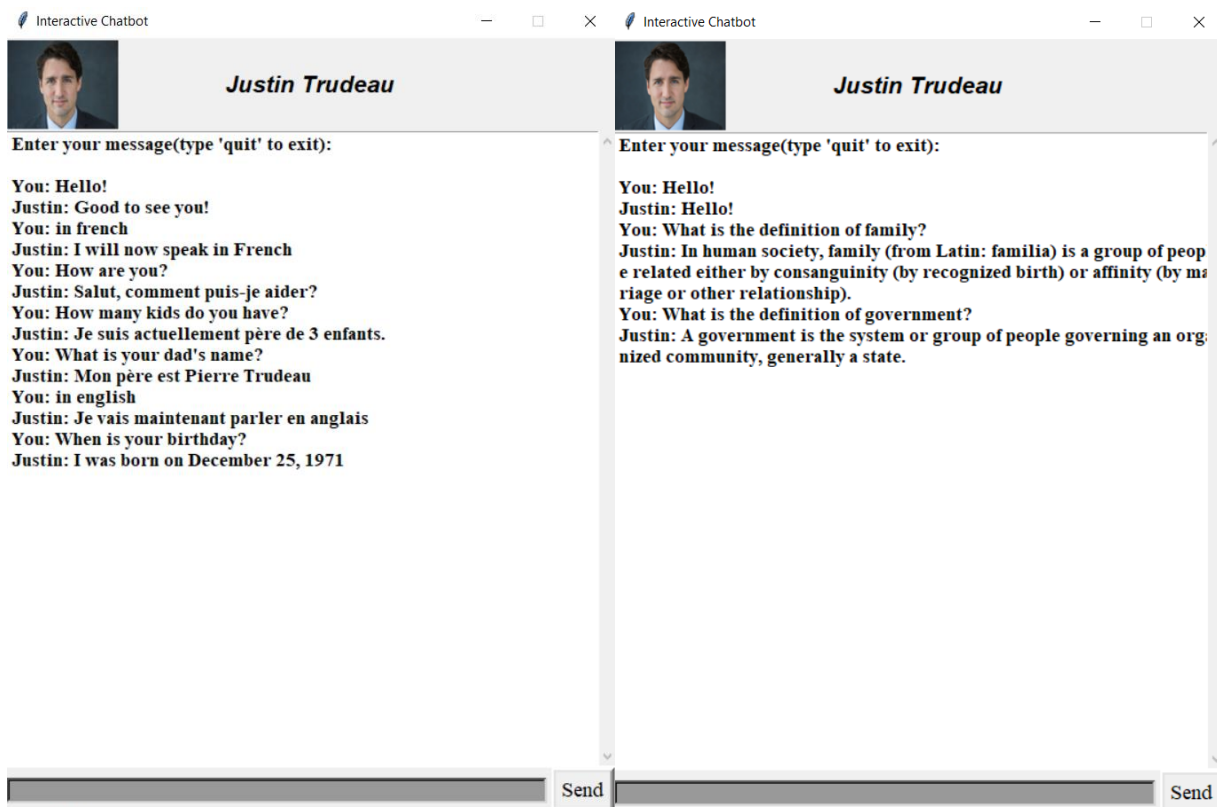 Interactive Chatbot
Justin Trudeau
Enter your message(type 'quit' to exit):
You: Hello!
Justin: Good to see you!
You: in french
Justin: I will now speak in French
You: How are you?
Justin: Salut, comment puis-je aider?
You: How many kids do you have?
Justin: Je suis actuellement père de 3 enfants.
You: What is your dad's name?
Justin: Mon père est Pierre Trudeau
You: in english
Justin: Je vais maintenant parler en anglais
You: When is your birthday?
Justin: I was born on December 25, 1971
Send
Interactive Chatbot
Justin Trudeau
Enter your message(type 'quit' to exit):
You: Hello!
Justin: Hello!
You: What is the definition of family?
Justin: In human society, family (from Latin: familia) is a group of peop
e related either by consanguinity (by recognized birth) or affinity (by ma
riage or other relationship).
You: What is the definition of government?
Justin: A government is the system or group of people governing an orga
nized community, generally a state.
Send